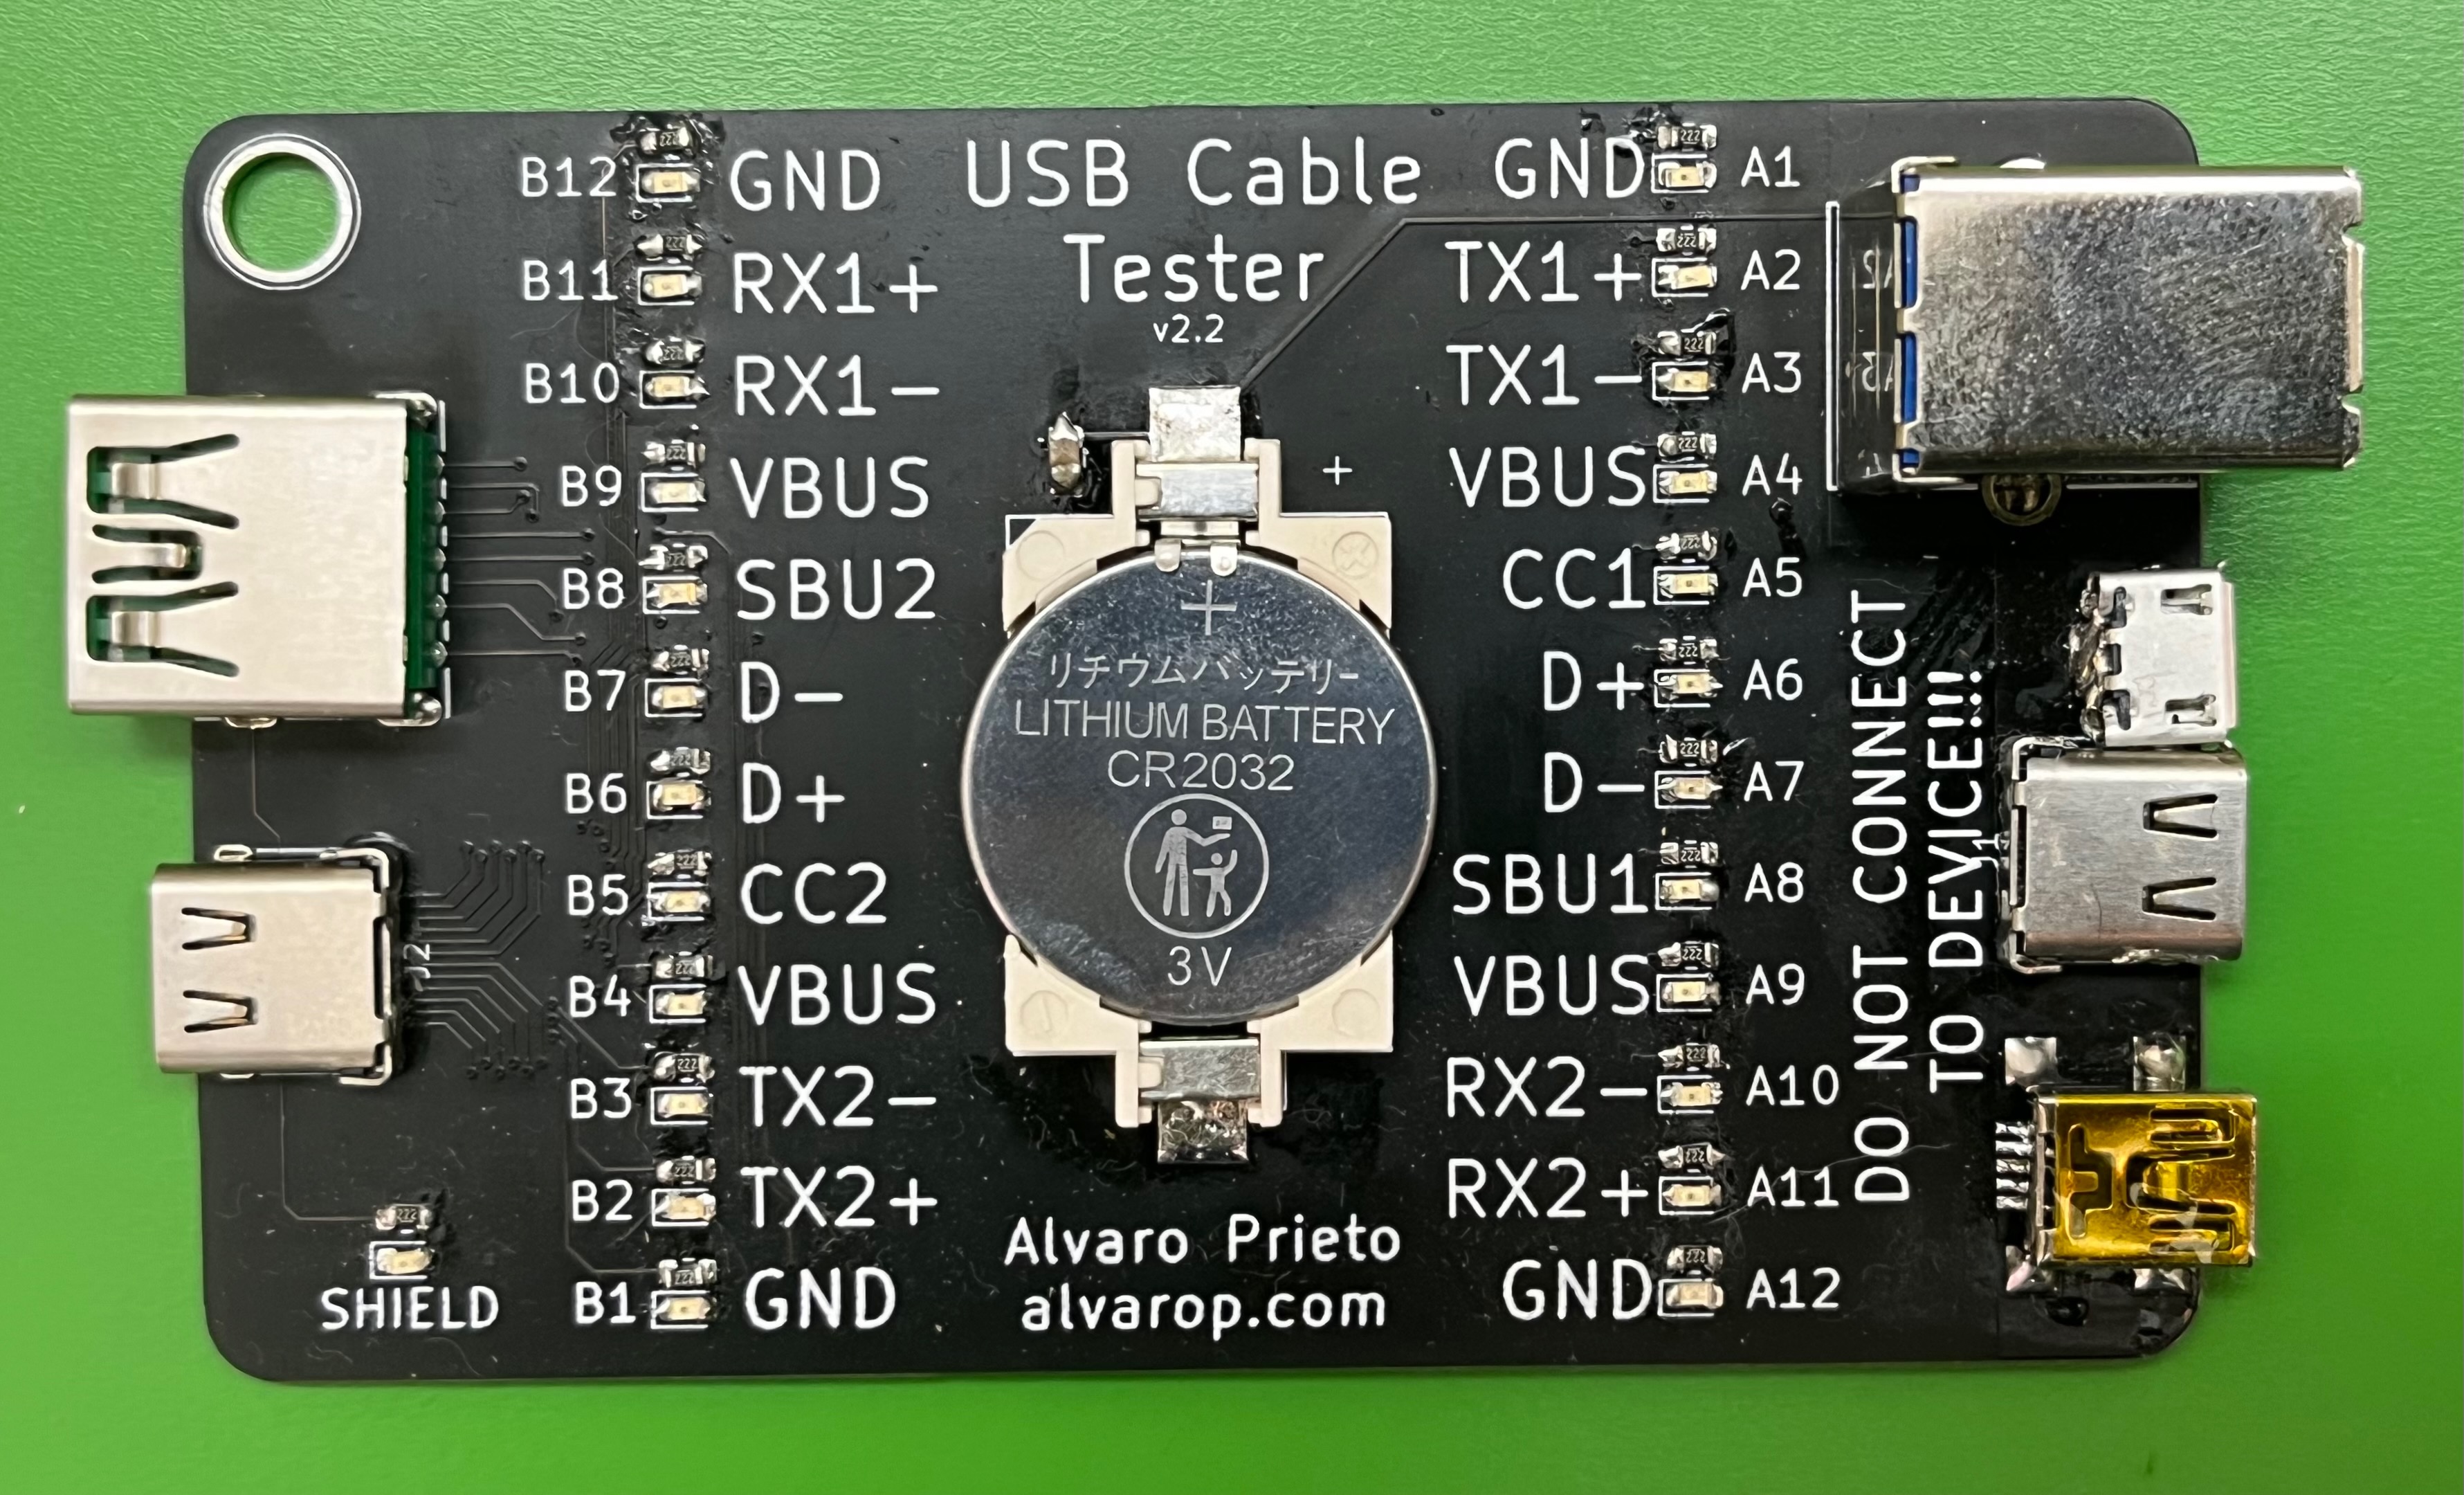 USB Cable
Tester
v2.2
B12 GND
B11 RX1+
B10 RX1-
B9 VBUS
B8 SBU2
B7 D-
B6 D+
B5 CC2
B4 VBUS
B3 TX2-
B2 TX2+
B1 GND
SHIELD
J2
+
+
リチウムバッテリー
LITHIUM BATTERY
CR2032
3V
Alvaro Prieto
alvarop.com
GND A1
TX1+ A2
TX1- A3
VBUS A4
CC1 A5
D+ A6
D- A7
SBU1 A8
VBUS A9
RX2- A10
RX2+ A11
GND A12
DO NOT CONNECT
TO DEVICE!!!